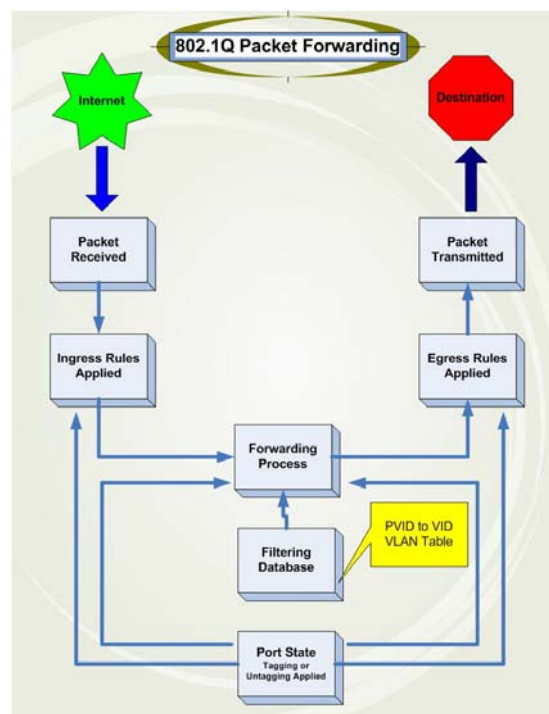 802.1Q Packet Forwarding
Internet
Destination
Packet
Received
Packet
Transmitted
Ingress Rules
Applied
Egress Rules
Applied
Forwarding
Process
Filtering
Database
PVID to VID
VLAN Table
Port State
Tagging or
Untagging Applied